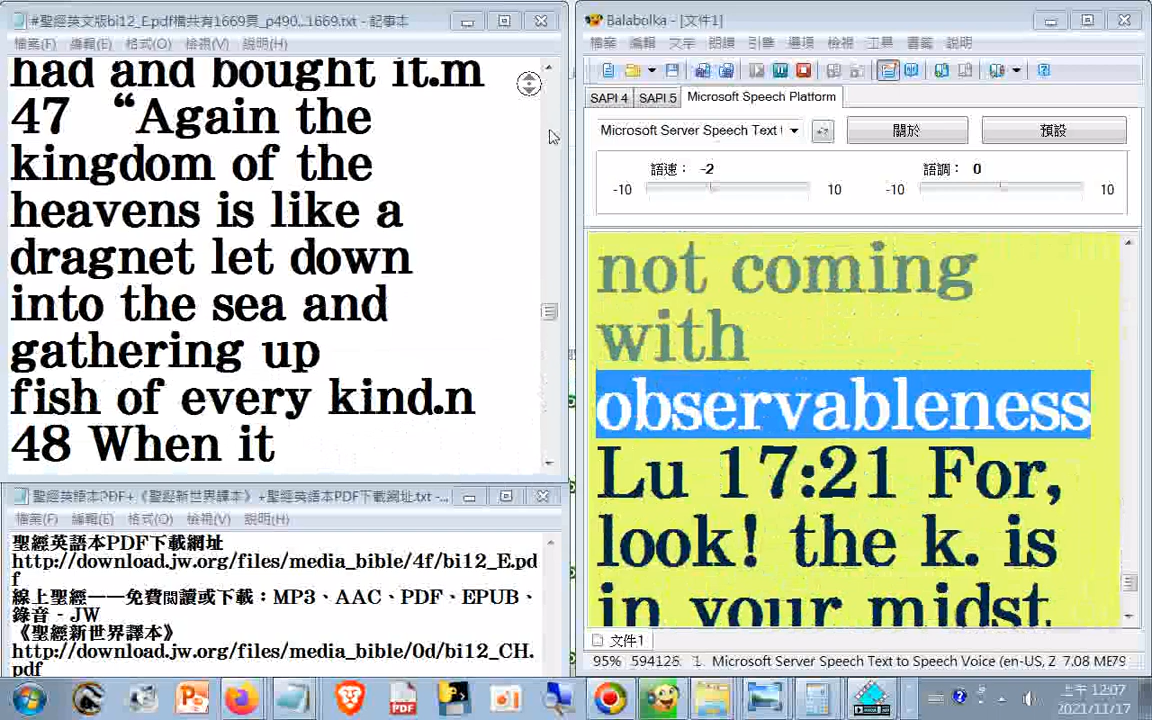 #聖經英文版bi12_E.pdf檔共有1669頁_p490,..1669.txt - 記事本
檔案(F) 編輯(E) 格式(O) 檢視(V) 說明(H)
had and bought it.m
47 “Again the
kingdom of the
heavens is like a
dragnet let down
into the sea and
gathering up
fish of every kind.n
48 When it
聖經英語本PDF+《聖經新世界譯本》+聖經英語本PDF下載網址.txt - ...
檔案(F) 編輯(E) 格式(O) 檢視(V) 說明(H)
聖經英語本PDF下載網址
http://download.jw.org/files/media_bible/4f/bi12_E.pd
f
線上聖經——免費閱讀或下載：MP3、AAC、PDF、EPUB、
錄音 - JW
《聖經新世界譯本》
http://download.jw.org/files/media_bible/0d/bi12_CH.
pdf
Balabolka - [文件1]
檔案 編輯 文字 朗讀 引擎 選項 檢視 工具 書籤 說明
SAPI 4 SAPI 5 Microsoft Speech Platform
Microsoft Server Speech Text 關於 預設
語速： -2 語調： 0
-10 10 -10 10
not coming
with
observableness
Lu 17:21 For,
look! the k. is
in your midst
文件1
95% 594126. 1. Microsoft Server Speech Text to Speech Voice (en-US, Z 7.08 ME79
PDF
上午 12:07
2021/11/17